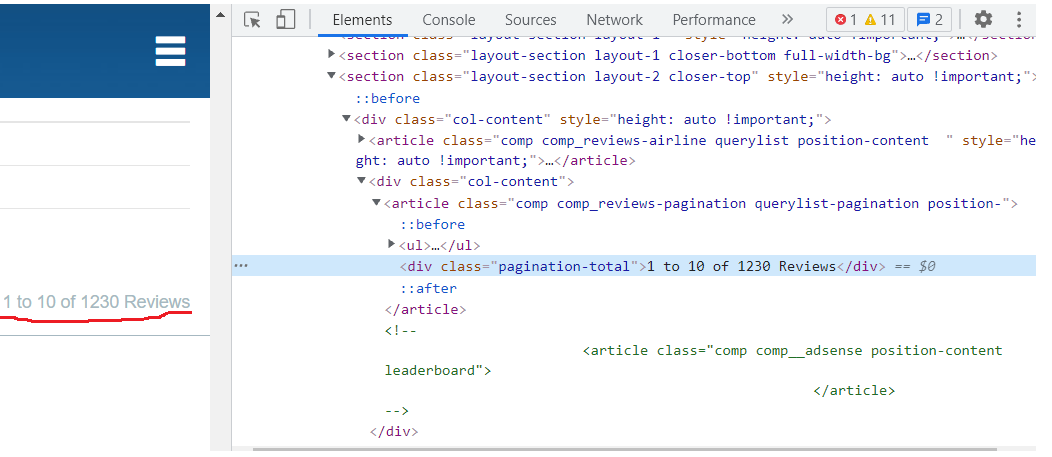 Elements Console Sources Network Performance » 1 11 2
<section class="layout-section layout-1 closer-bottom full-width-bg">…</section>
<section class="layout-section layout-2 closer-top" style="height: auto !important;">
::before
<div class="col-content" style="height: auto !important;">
<article class="comp comp_reviews-airline querylist position-content " style="he
ght: auto !important;">…</article>
<div class="col-content">
<article class="comp comp_reviews-pagination querylist-pagination position-">
::before
<ul>…</ul>
<div class="pagination-total">1 to 10 of 1230 Reviews</div> == $0
::after
</article>
<!--
<article class="comp comp__adsense position-content
leaderboard">
</article>
-->
</div>
1 to 10 of 1230 Reviews